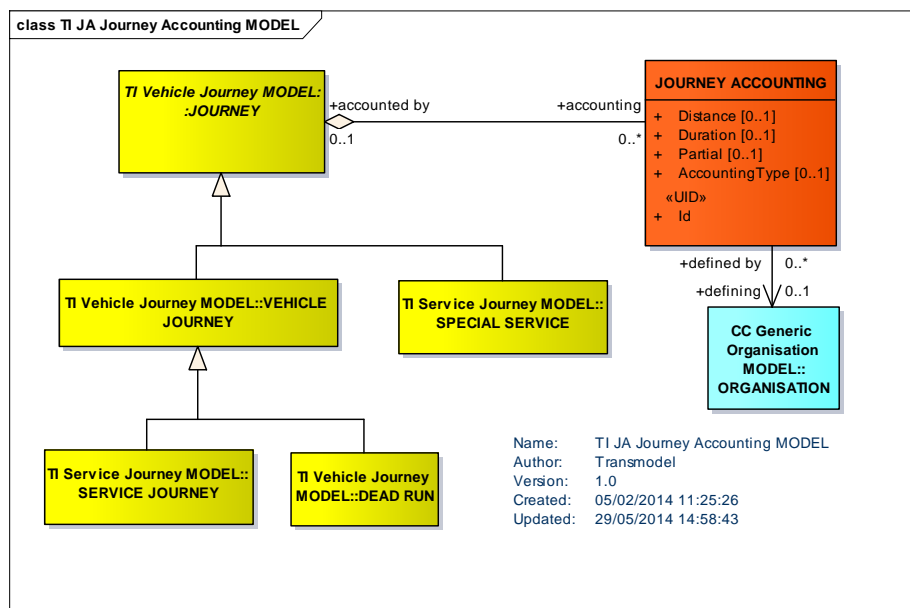 class TI JA Journey Accounting MODEL
TI Vehicle Journey MODEL:
:JOURNEY
+accounted by
0..1
+accounting
0..*
JOURNEY ACCOUNTING
+ Distance [0..1]
+ Duration [0..1]
+ Partial [0..1]
+ AccountingType [0..1]
«UID»
+ Id
+defined by 0..*
+defining 0..1
TI Vehicle Journey MODEL::VEHICLE
JOURNEY
TI Service Journey MODEL::
SPECIAL SERVICE
CC Generic
Organisation
MODEL::
ORGANISATION
TI Service Journey MODEL::
SERVICE JOURNEY
TI Vehicle Journey
MODEL::DEAD RUN
Name: TI JA Journey Accounting MODEL
Author: Transmodel
Version: 1.0
Created: 05/02/2014 11:25:26
Updated: 29/05/2014 14:58:43